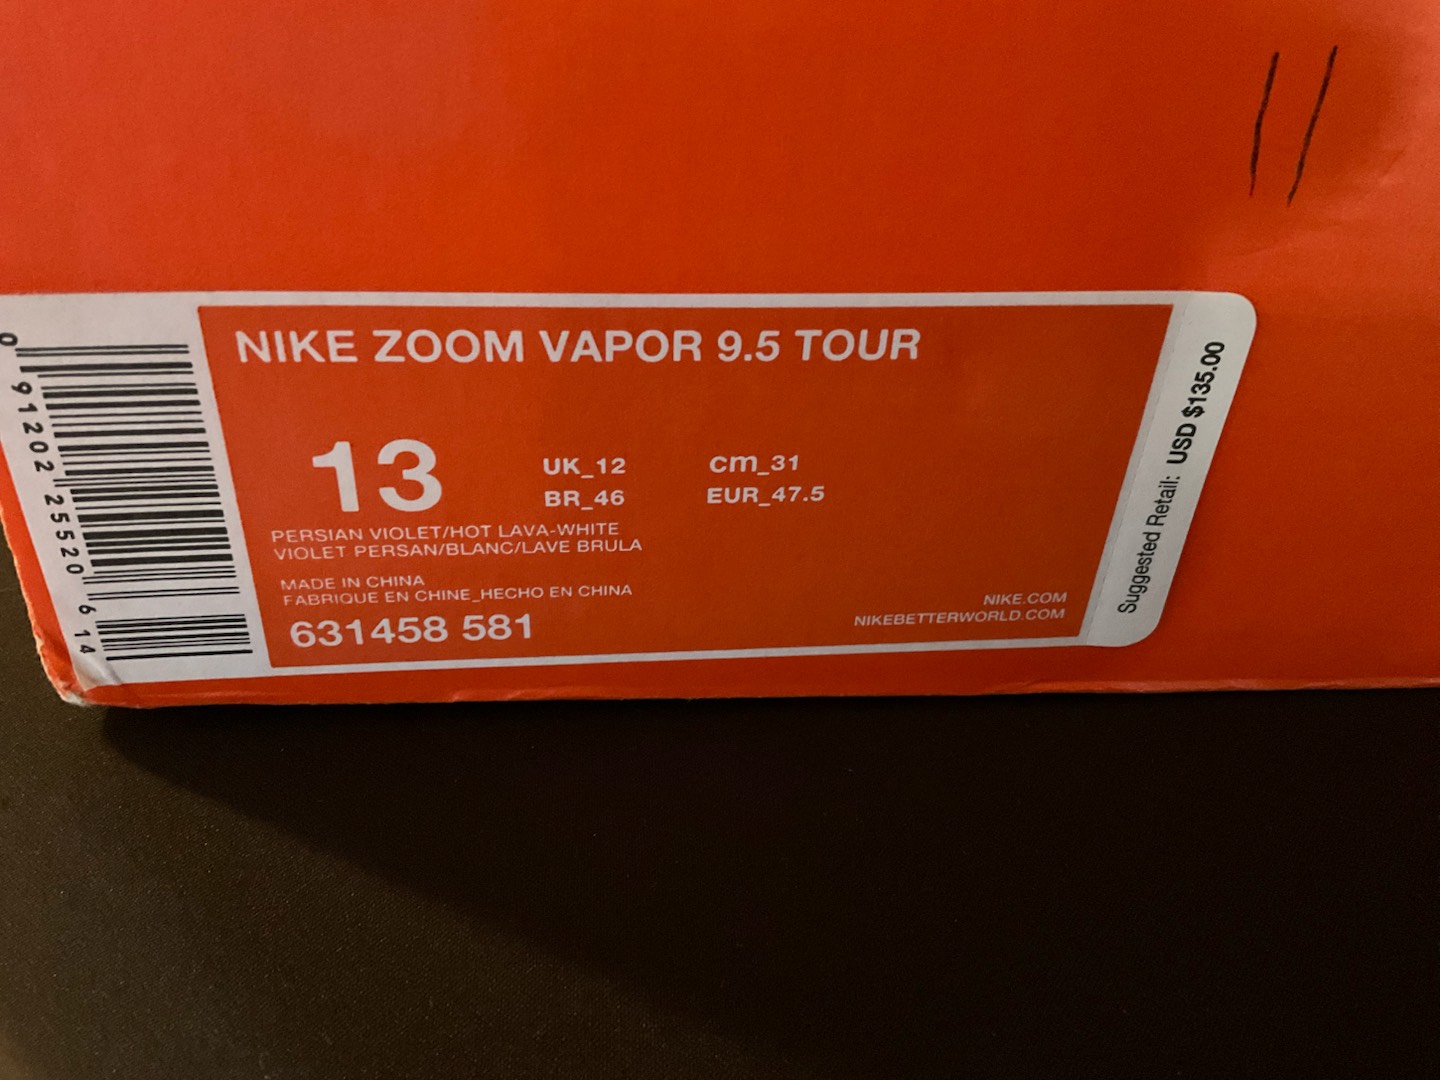 11
NIKE ZOOM VAPOR 9.5 TOUR
13
UK_12 cm_31
BR_46 EUR_47.5
PERSIAN VIOLET/HOT LAVA-WHITE
VIOLET PERSAN/BLANC/LAVE BRULA
MADE IN CHINA
FABRIQUE EN CHINE_HECHO EN CHINA
631458 581
NIKE.COM
NIKEBETTERWORLD.COM
Suggested Retail: USD $135.00
0 91202 25520 6 14